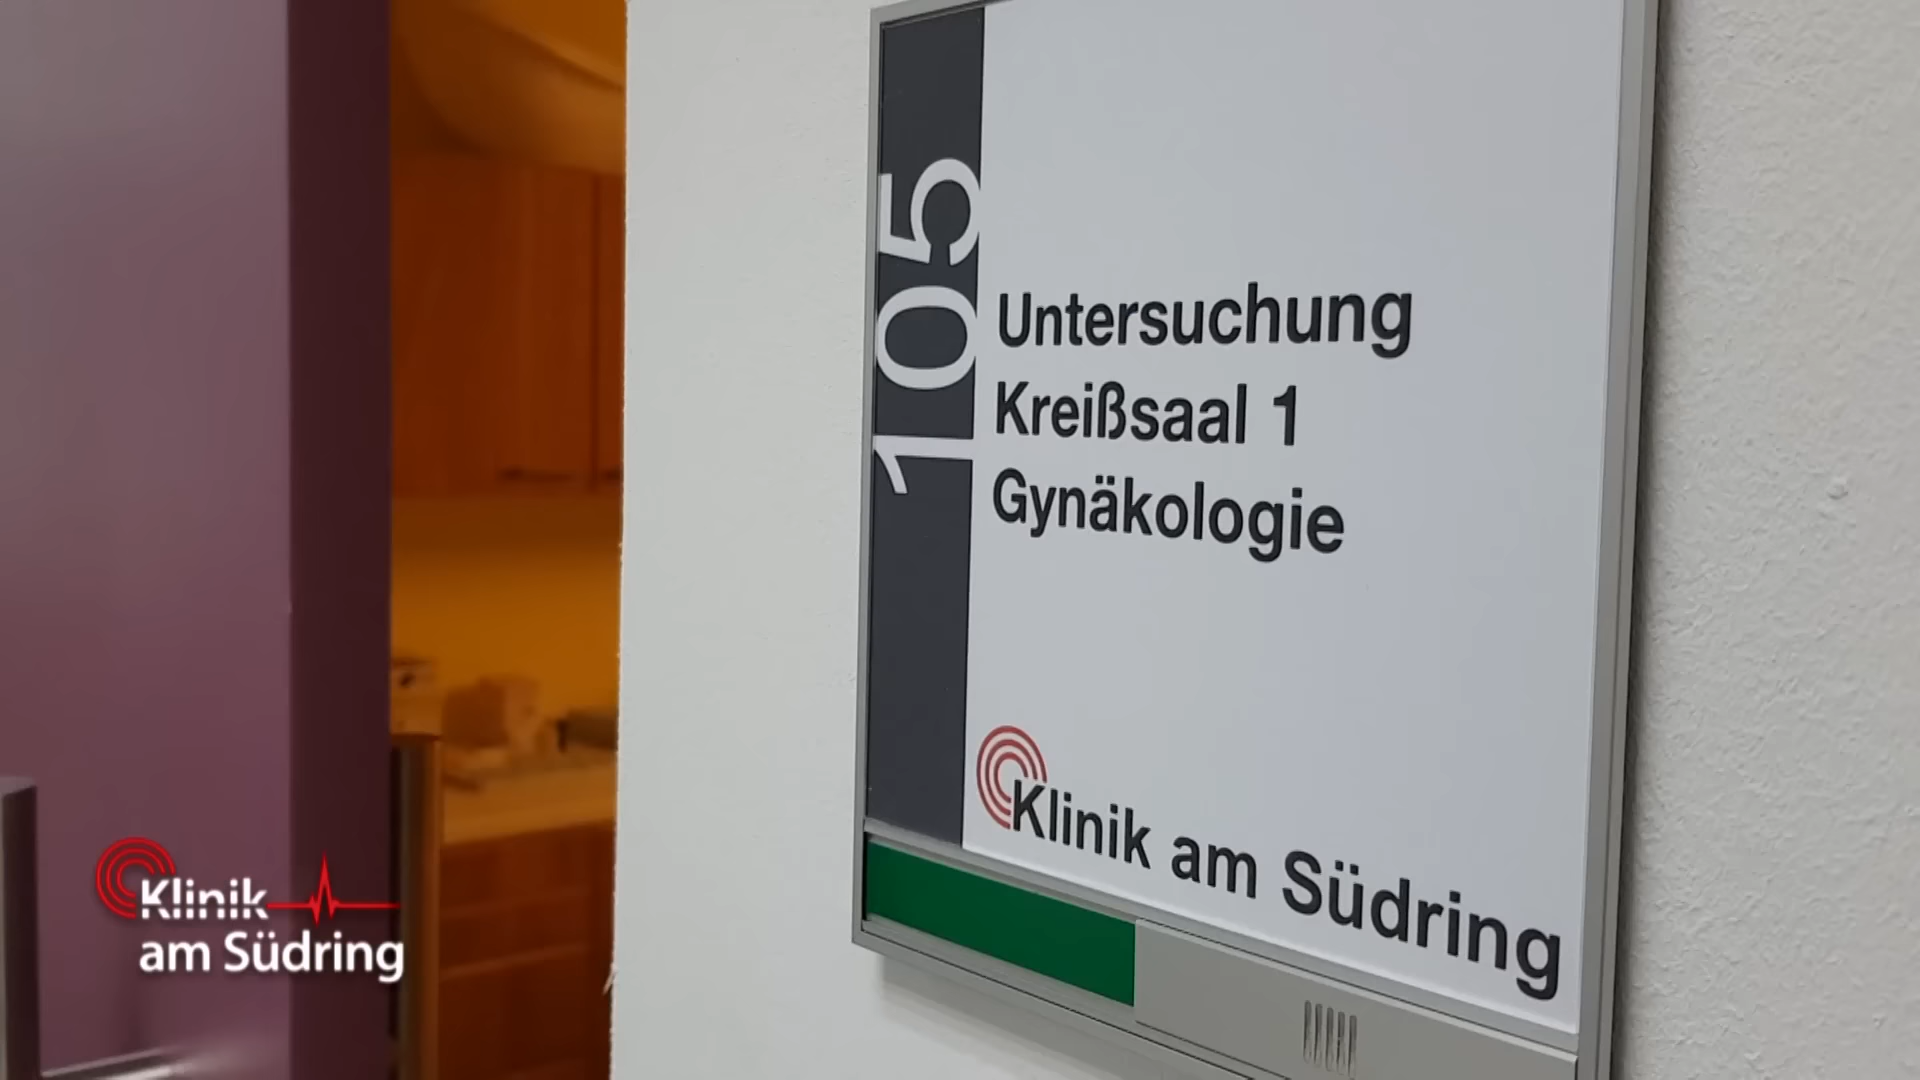 105
Untersuchung
Kreißsaal 1
Gynäkologie
Klinik am Südring
Klinik
am Südring